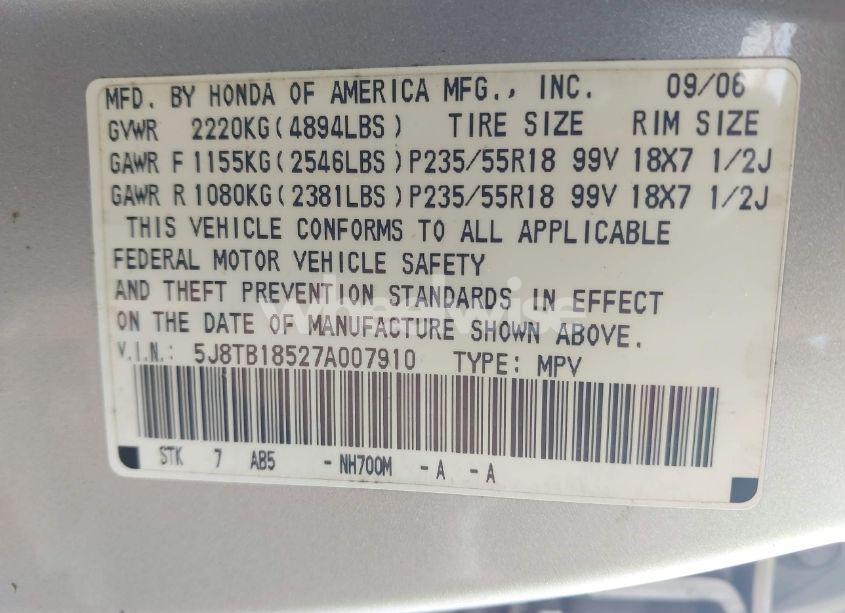 MFD. BY HONDA OF AMERICA MFG., INC. 09/06
GVWR 2220KG(4894LBS) TIRE SIZE RIM SIZE
GAWR F 1155KG(2546LBS) P235/55R18 99V 18X7 1/2J
GAWR R 1080KG(2381LBS) P235/55R18 99V 18X7 1/2J
THIS VEHICLE CONFORMS TO ALL APPLICABLE
FEDERAL MOTOR VEHICLE SAFETY
AND THEFT PREVENTION STANDARDS IN EFFECT
wheelwise
ON THE DATE OF MANUFACTURE SHOWN ABOVE.
V.I.N.: 5J8TB18527A007910 TYPE: MPV
STK 7 AB5 -NH700M -A -A